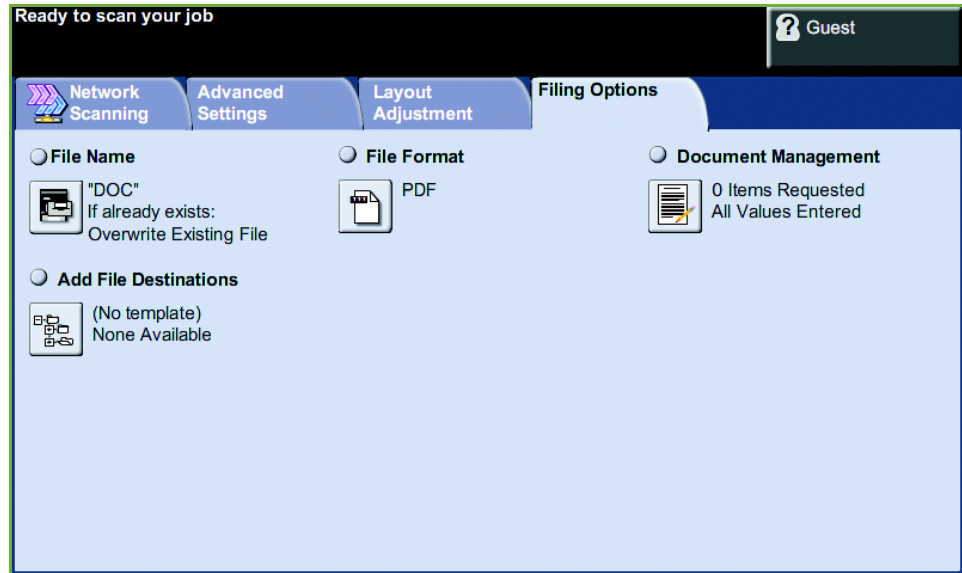 Ready to scan your job
Guest
Network
Scanning
Advanced
Settings
Layout
Adjustment
Filing Options
File Name
"DOC"
If already exists:
Overwrite Existing File
File Format
PDF
Document Management
0 Items Requested
All Values Entered
Add File Destinations
(No template)
None Available